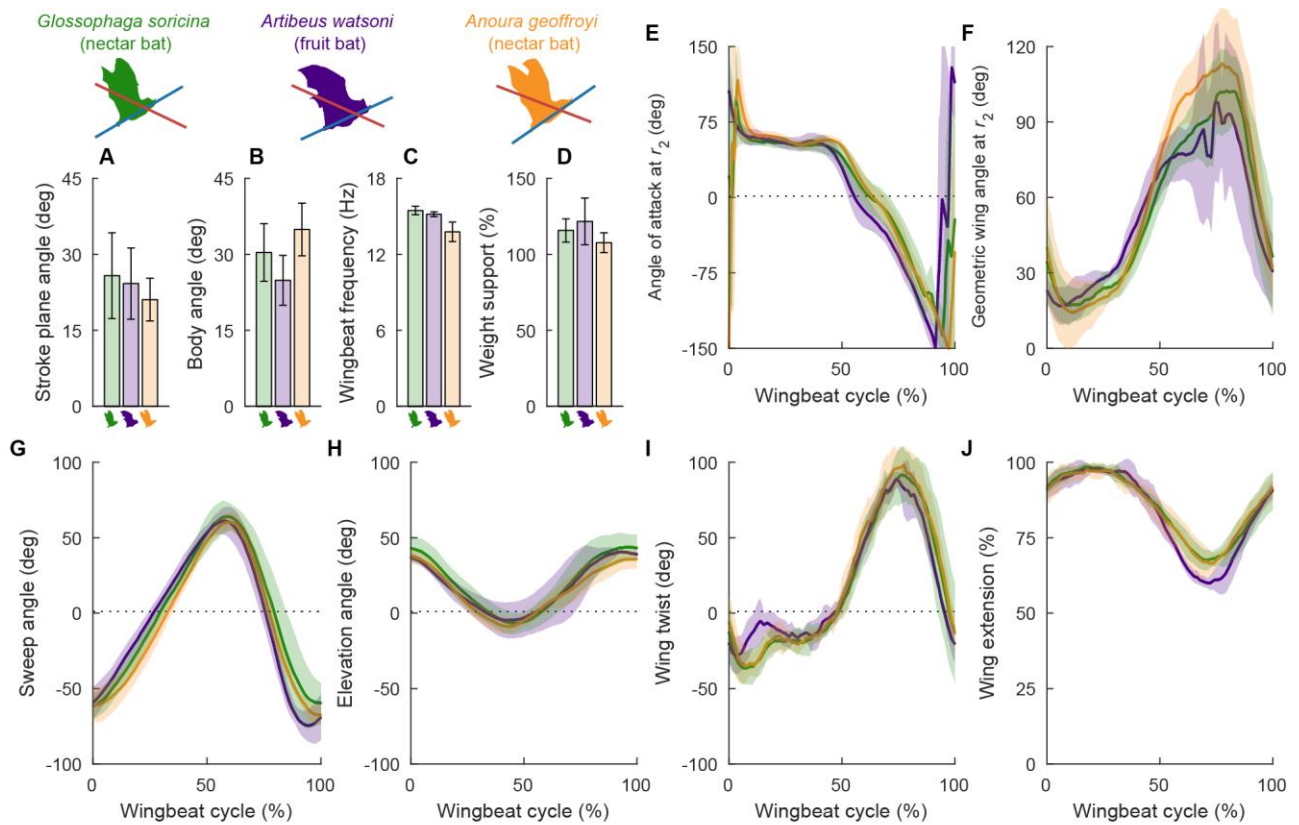 Glossophaga soricina
(nectar bat)
Artibeus watsoni
(fruit bat)
Anoura geoffroyi
(nectar bat)
A
Stroke plane angle (deg)
45
30
15
0
B
Body angle (deg)
45
30
15
0
C
Wingbeat frequency (Hz)
18
12
6
0
D
Weight support (%)
150
100
50
0
E
Angle of attack at r2 (deg)
150
75
0
-75
-150
0
50
100
Wingbeat cycle (%)
F
Geometric wing angle at r2 (deg)
120
90
60
30
0
0
50
100
Wingbeat cycle (%)
G
Sweep angle (deg)
100
50
0
-50
-100
0
50
100
Wingbeat cycle (%)
H
Elevation angle (deg)
100
50
0
-50
-100
0
50
100
Wingbeat cycle (%)
I
Wing twist (deg)
100
50
0
-50
-100
0
50
100
Wingbeat cycle (%)
J
Wing extension (%)
100
75
50
25
0
0
50
100
Wingbeat cycle (%)